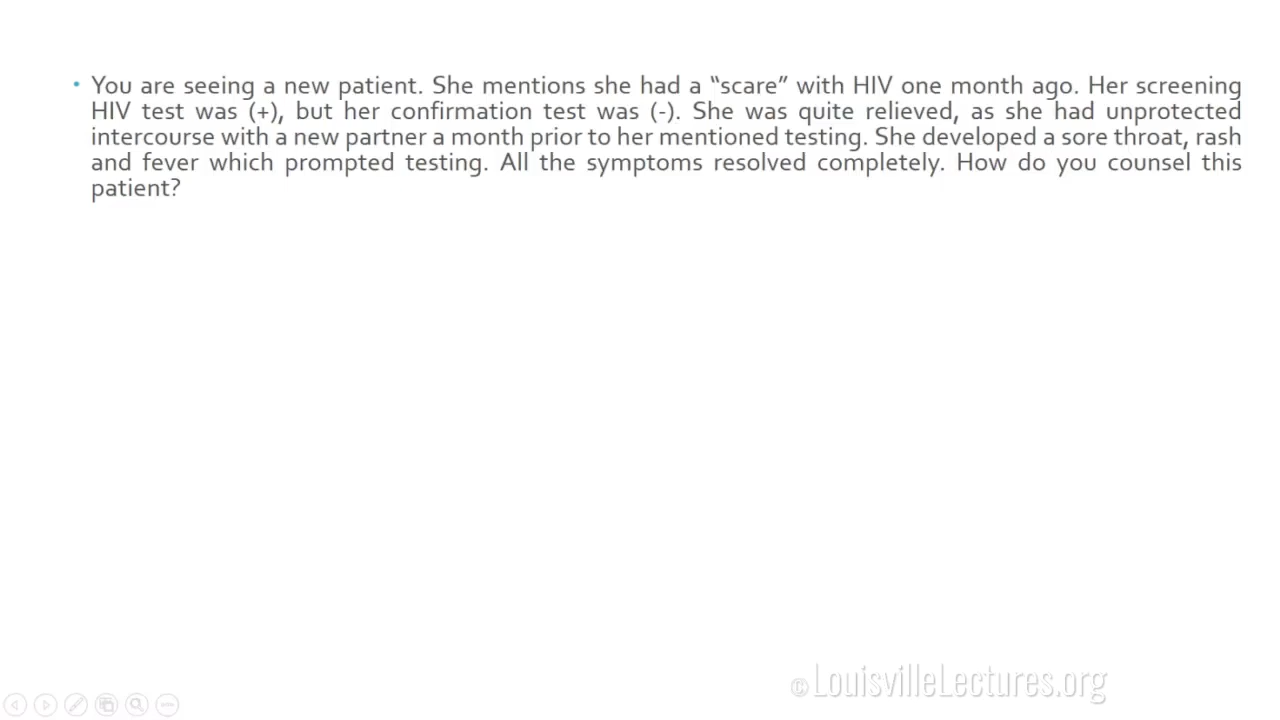 • You are seeing a new patient. She mentions she had a “scare” with HIV one month ago. Her screening
HIV test was (+), but her confirmation test was (-). She was quite relieved, as she had unprotected
intercourse with a new partner a month prior to her mentioned testing. She developed a sore throat, rash
and fever which prompted testing. All the symptoms resolved completely. How do you counsel this
patient?
©LouisvilleLectures.org